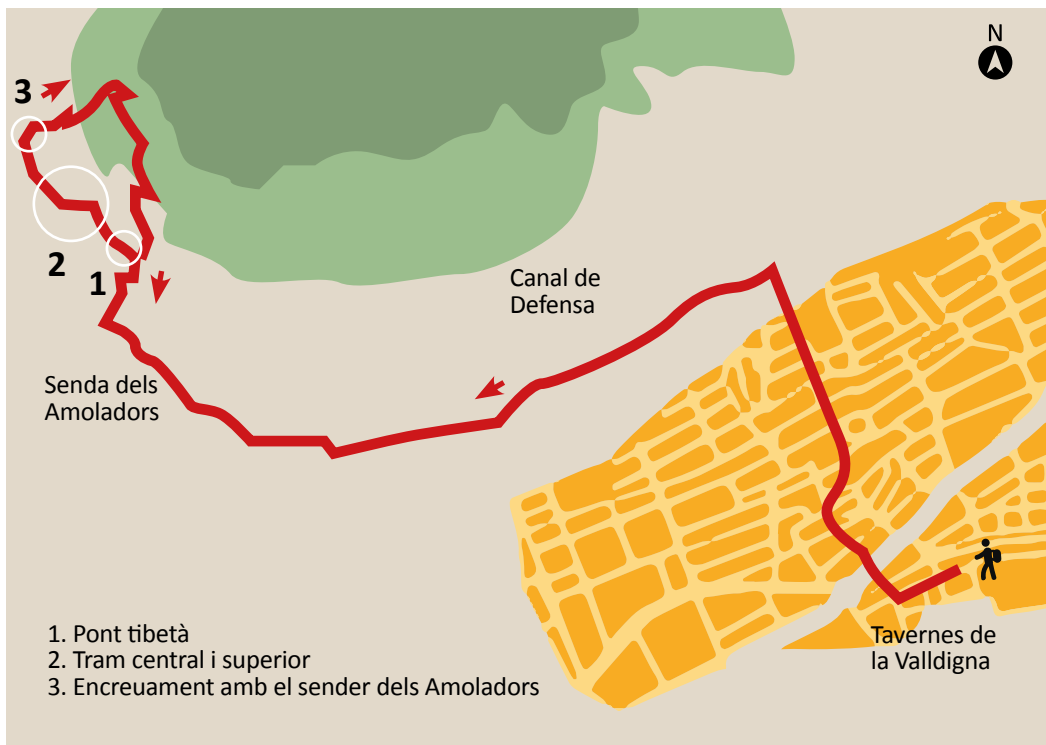 N
3
2
1
Canal de
Defensa
Senda dels
Amoladors
Tavernes de
la Valldigna
1. Pont tibetà
2. Tram central i superior
3. Encreuament amb el sender dels Amoladors